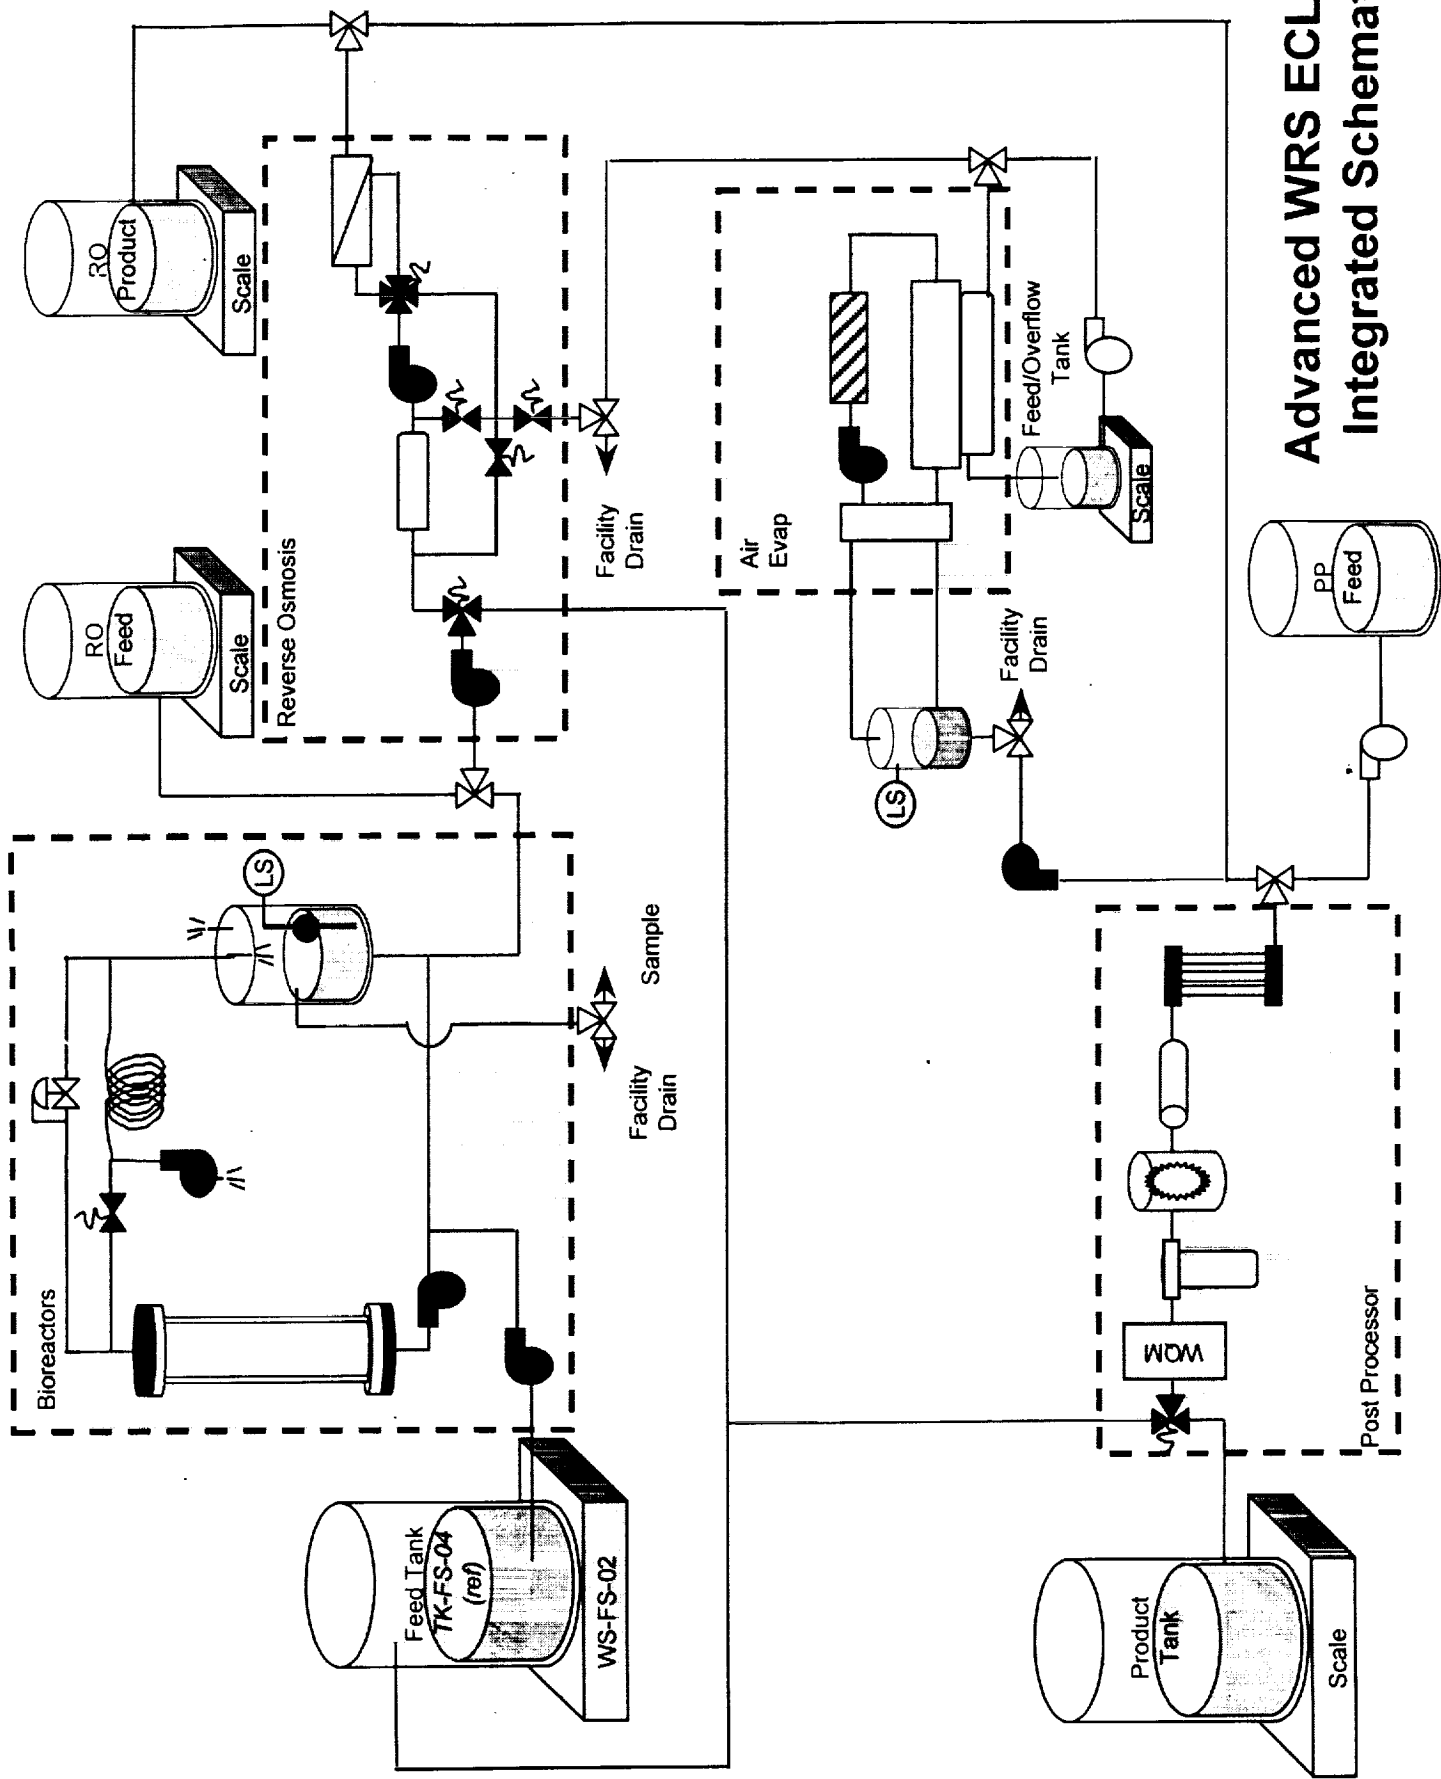 Bioreactors
RO
Feed
Scale
RO
Product
Scale
LS
Reverse Osmosis
Feed Tank
TK-FS-04
(ref)
WS-FS-02
Facility
Drain
Sample
Facility
Drain
Air
Evap
LS
Facility
Drain
Feed/Overflow
Tank
Scale
Product
Tank
Scale
WQM
Post Processor
PP
Feed
Advanced WRS ECL
Integrated Schemat